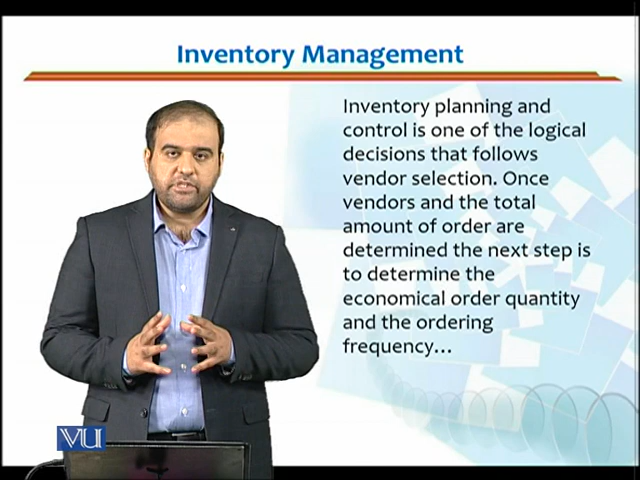 Inventory Management
Inventory planning and
control is one of the logical
decisions that follows
vendor selection. Once
vendors and the total
amount of order are
determined the next step is
to determine the
economical order quantity
and the ordering
frequency...
VU